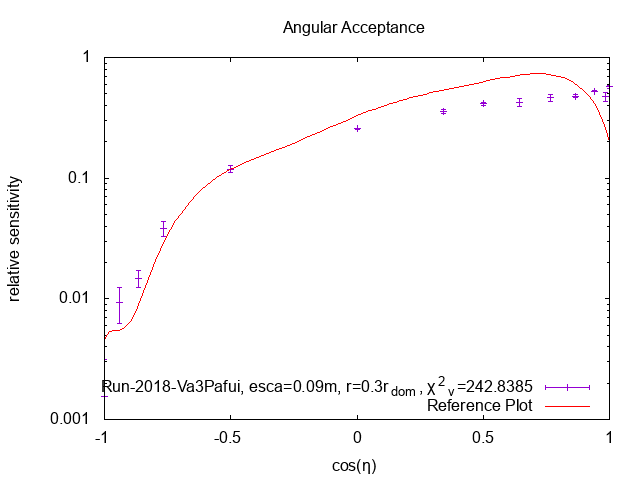 Angular Acceptance
1
0.1
0.01
0.001
relative sensitivity
Run-2018-Va3Pafui, esca=0.09m, r=0.3r_dom, χ²_v=242.8385
Reference Plot
-1 -0.5 0 0.5 1
cos(η)